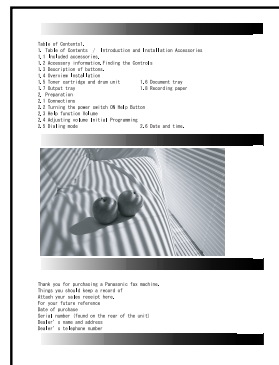 Table of Contents1.
1. Table of Contents / Introduction and Installation Accessories
1.1 Included accessories.
1.2 Accessory information.Finding the Controls
1.3 Description of buttons.
1.4 Overview Installation
1.5 Toner cartridge and drum unit 1.6 Document tray
1.7 Output tray 1.8 Recording paper
2. Preparation
2.1 Connections
2.2 Turning the power switch ON Help Button
2.3 Help function Volume
2.4 Adjusting volume Initial Programming
2.5 Dialing mode 2.6 Date and time.
Thank you for purchasing a Panasonic fax machine.
Things you should keep a record of
Attach your sales receipt here.
For your future reference
Date of purchase
Serial number (found on the rear of the unit)
Dealer's name and address
Dealer's telephone number